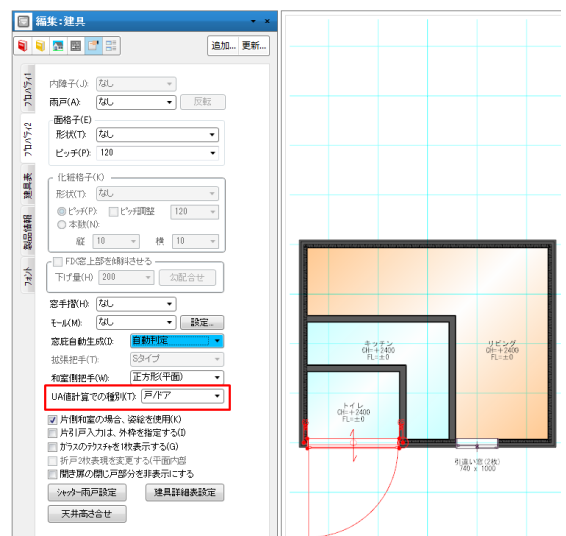 編集:建具
追加... 更新...
プロパティ1
プロパティ2
建具表
製品情報
フォント
内障子(J): なし
雨戸(A): なし 反転
面格子(E)
形状(T): なし
ピッチ(P): 120
化粧格子(K)
形状(T): なし
ピッチ(P): ピッチ調整 120
本数(N):
縦 10 横 10
FDC窓上部を傾斜させる
下げ量(H) 200 勾配合せ
窓手摺(H): なし
モール(M): なし 設定...
窓庇自動生成(I): 自動判定
拡張把手(T): Sタイプ
和室側把手(W): 正方形(平面)
UA値計算での種別(T): 戸/ドア
片側和室の場合、姿絵を使用(K)
片引戸入力は、外枠を指定する(I)
ガラスのテクスチャを1枚表示する(G)
折戸2枚表現を変更する(平面内部
開き扉の閉じ戸部分を非表示にする
シャッター雨戸設定 建具詳細表設定
天井高さ合せ
キッチン
CH=+2400
FL=±0
リビング
CH=+2400
FL=±0
トイレ
CH=+2400
FL=±0
引違い窓(2枚)
740 x 1000